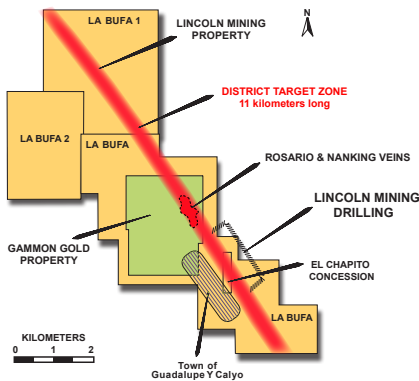 LA BUFA 1
LINCOLN MINING
PROPERTY
N
DISTRICT TARGET ZONE
11 kilometers long
LA BUFA 2
LA BUFA
ROSARIO & NANKING VEINS
LINCOLN MINING
DRILLING
GAMMON GOLD
PROPERTY
EL CHAPITO
CONCESSION
LA BUFA
KILOMETERS
0 1 2
Town of
Guadalupe Y Calyo